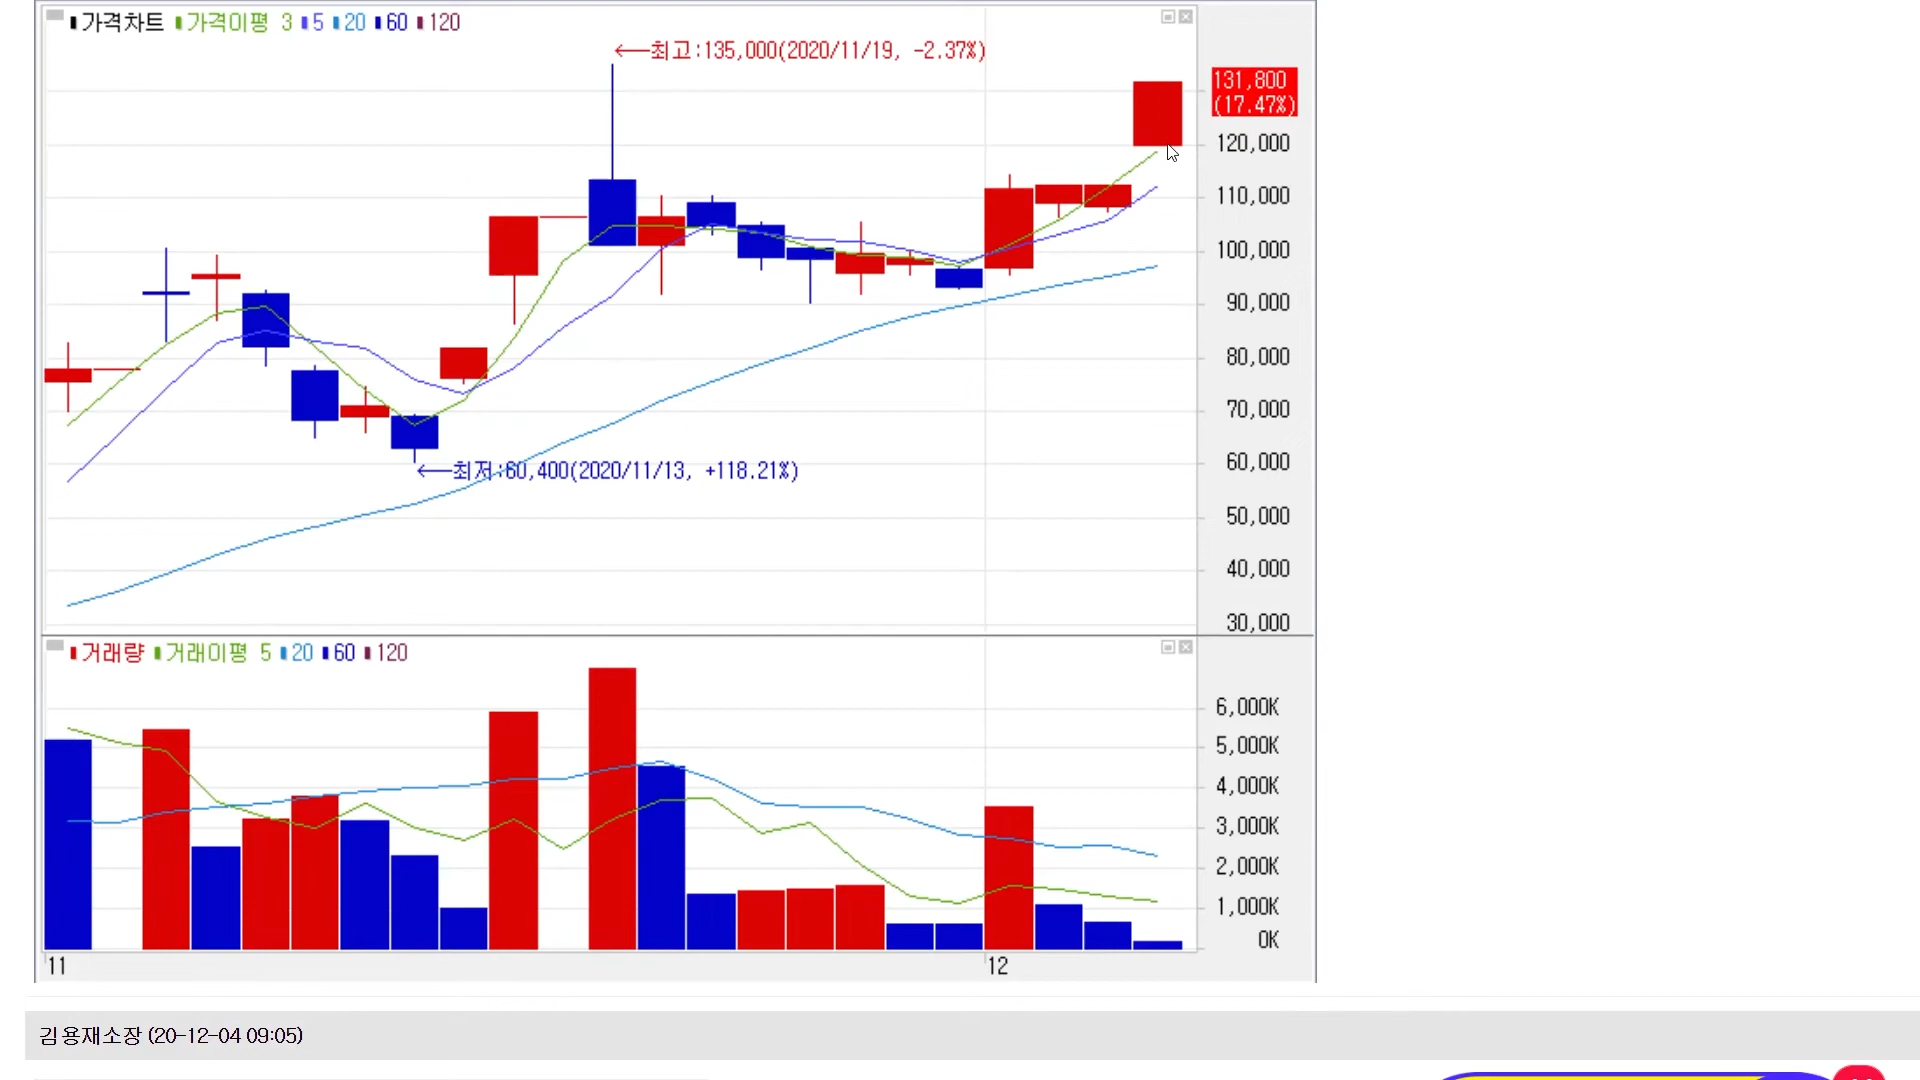 가격차트 가격이평 3 5 20 60 120
←최고:135,000(2020/11/19, -2.37%)
131,800
(17.47%)
120,000
110,000
100,000
90,000
80,000
70,000
←최저:60,400(2020/11/13, +118.21%)
60,000
50,000
40,000
30,000
거래량 거래이평 5 20 60 120
6,000K
5,000K
4,000K
3,000K
2,000K
1,000K
0K
11 12
김용재소장 (20-12-04 09:05)